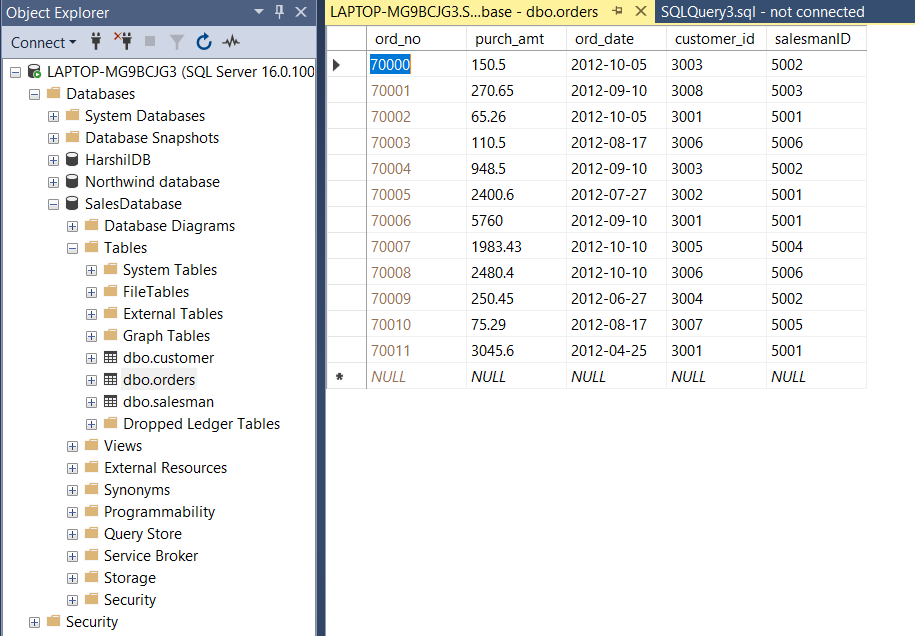 Object Explorer
Connect
LAPTOP-MG9BCJG3 (SQL Server 16.0.100
Databases
System Databases
Database Snapshots
HarshilDB
Northwind database
SalesDatabase
Database Diagrams
Tables
System Tables
FileTables
External Tables
Graph Tables
dbo.customer
dbo.orders
dbo.salesman
Dropped Ledger Tables
Views
External Resources
Synonyms
Programmability
Query Store
Service Broker
Storage
Security
Security
LAPTOP-MG9BCJG3.S...base - dbo.orders SQLQuery3.sql - not connected
ord_no purch_amt ord_date customer_id salesmanID
70000 150.5 2012-10-05 3003 5002
70001 270.65 2012-09-10 3008 5003
70002 65.26 2012-10-05 3001 5001
70003 110.5 2012-08-17 3006 5006
70004 948.5 2012-09-10 3003 5002
70005 2400.6 2012-07-27 3002 5001
70006 5760 2012-09-10 3001 5001
70007 1983.43 2012-10-10 3005 5004
70008 2480.4 2012-10-10 3006 5006
70009 250.45 2012-06-27 3004 5002
70010 75.29 2012-08-17 3007 5005
70011 3045.6 2012-04-25 3001 5001
NULL NULL NULL NULL NULL